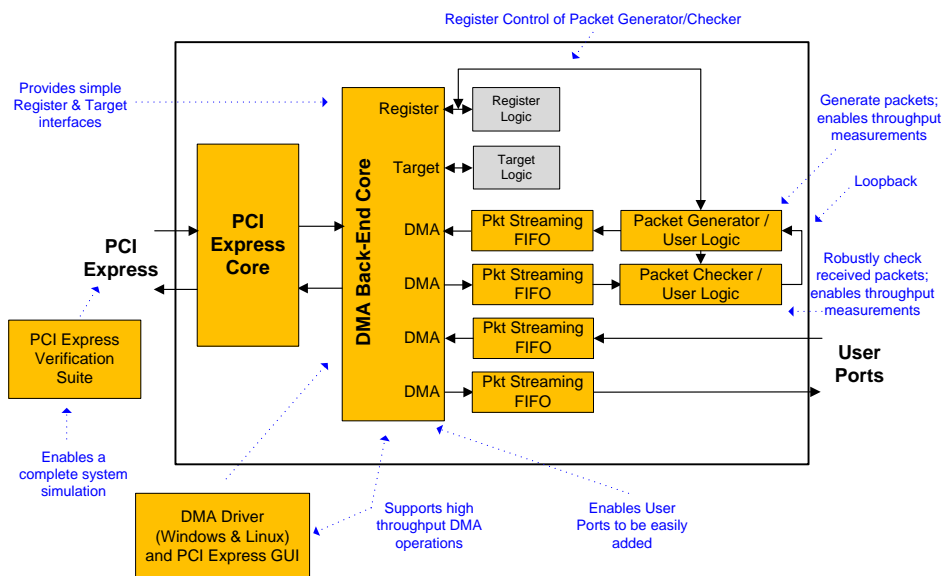 Register Control of Packet Generator/Checker
Provides simple
Register & Target
interfaces
Register
Register
Logic
Generate packets;
enables throughput
measurements
Target
Target
Logic
Loopback
DMA Back-End Core
PCI
Express
Core
PCI
Express
DMA
Pkt Streaming
FIFO
Packet Generator /
User Logic
DMA
Pkt Streaming
FIFO
Packet Checker /
User Logic
Robustly check
received packets;
enables throughput
measurements
DMA
Pkt Streaming
FIFO
User
Ports
DMA
Pkt Streaming
FIFO
PCI Express
Verification
Suite
Enables a
complete system
simulation
DMA Driver
(Windows & Linux)
and PCI Express GUI
Supports high
throughput DMA
operations
Enables User
Ports to be easily
added